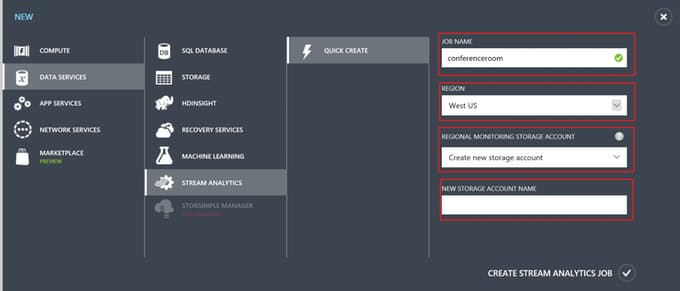 NEW
COMPUTE
DATA SERVICES
APP SERVICES
NETWORK SERVICES
MARKETPLACE
PREVIEW
SQL DATABASE
STORAGE
HDINSIGHT
RECOVERY SERVICES
MACHINE LEARNING
STREAM ANALYTICS
STORSIMPLE MANAGER
QUICK CREATE
JOB NAME
conferenceroom
REGION
West US
REGIONAL MONITORING STORAGE ACCOUNT
Create new storage account
NEW STORAGE ACCOUNT NAME
CREATE STREAM ANALYTICS JOB